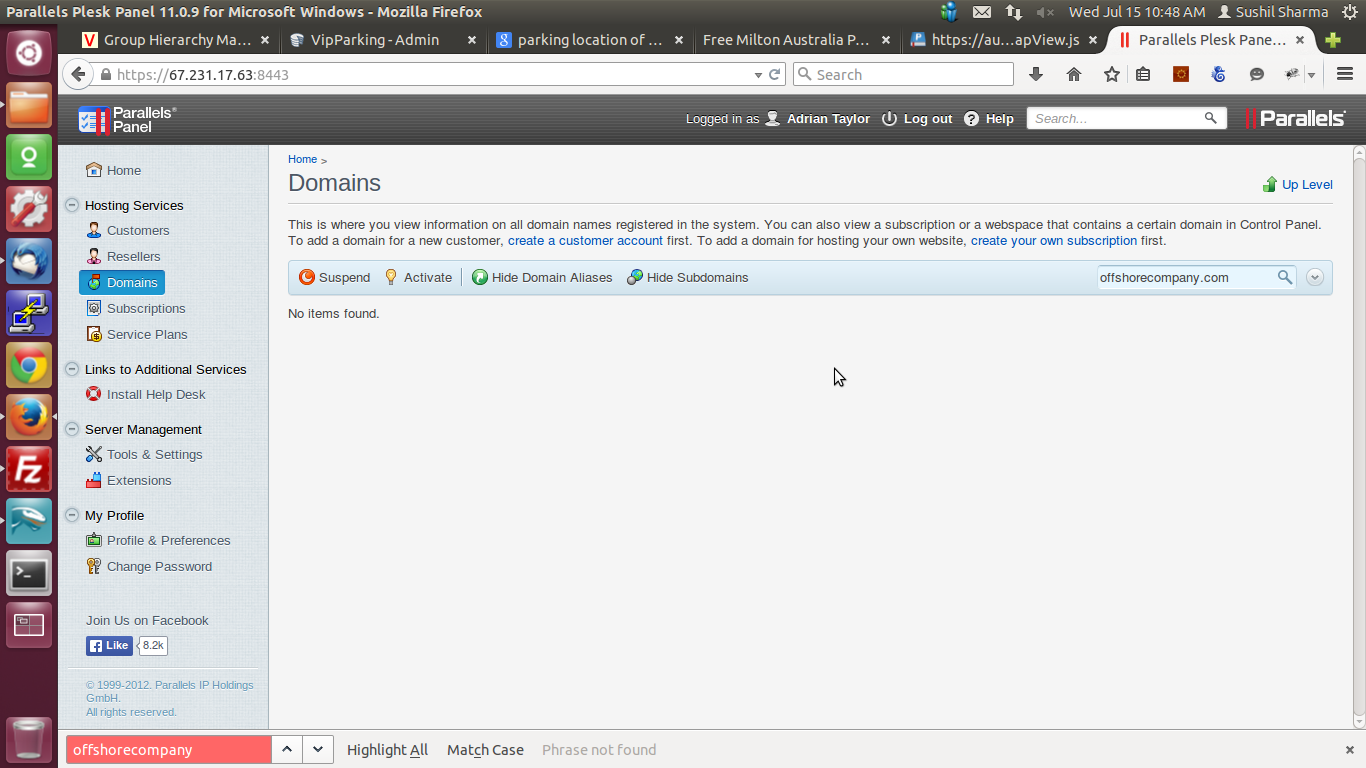 Parallels Plesk Panel 11.0.9 for Microsoft Windows - Mozilla Firefox
Wed Jul 15 10:48 AM
Sushil Sharma
Group Hierarchy Ma...
VipParking - Admin
parking location of ...
Free Milton Australia P...
https://au...apView.js
Parallels Plesk Pane...
https://67.231.17.63:8443
Search
Parallels®
Panel
Logged in as
Adrian Taylor
Log out
Help
Search...
Parallels®
Home
Hosting Services
Customers
Resellers
Domains
Subscriptions
Service Plans
Links to Additional Services
Install Help Desk
Server Management
Tools & Settings
Extensions
My Profile
Profile & Preferences
Change Password
Join Us on Facebook
Like
8.2k
© 1999-2012. Parallels IP Holdings
GmbH.
All rights reserved.
Home >
Domains
Up Level
This is where you view information on all domain names registered in the system. You can also view a subscription or a webspace that contains a certain domain in Control Panel.
To add a domain for a new customer, create a customer account first. To add a domain for hosting your own website, create your own subscription first.
Suspend
Activate
Hide Domain Aliases
Hide Subdomains
offshorecompany.com
No items found.
offshorecompany
Highlight All
Match Case
Phrase not found